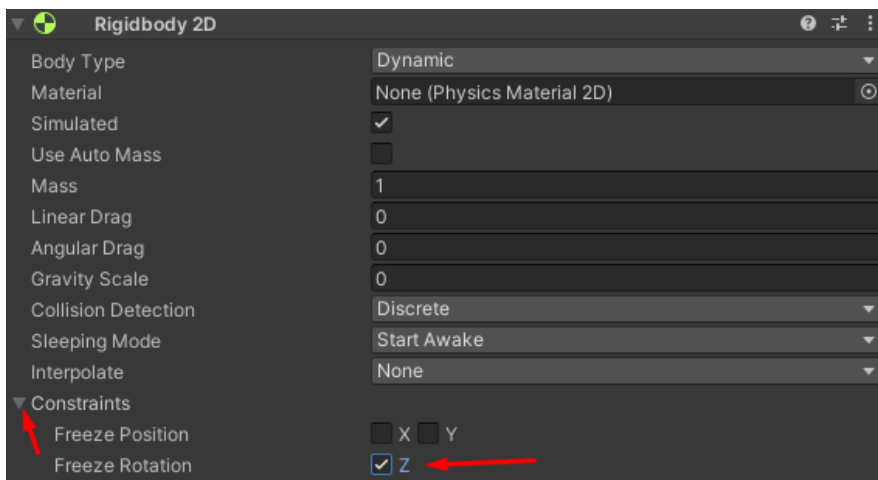 Rigidbody 2D
Body Type Dynamic
Material None (Physics Material 2D)
Simulated
Use Auto Mass
Mass 1
Linear Drag 0
Angular Drag 0
Gravity Scale 0
Collision Detection Discrete
Sleeping Mode Start Awake
Interpolate None
Constraints
Freeze Position X Y
Freeze Rotation Z